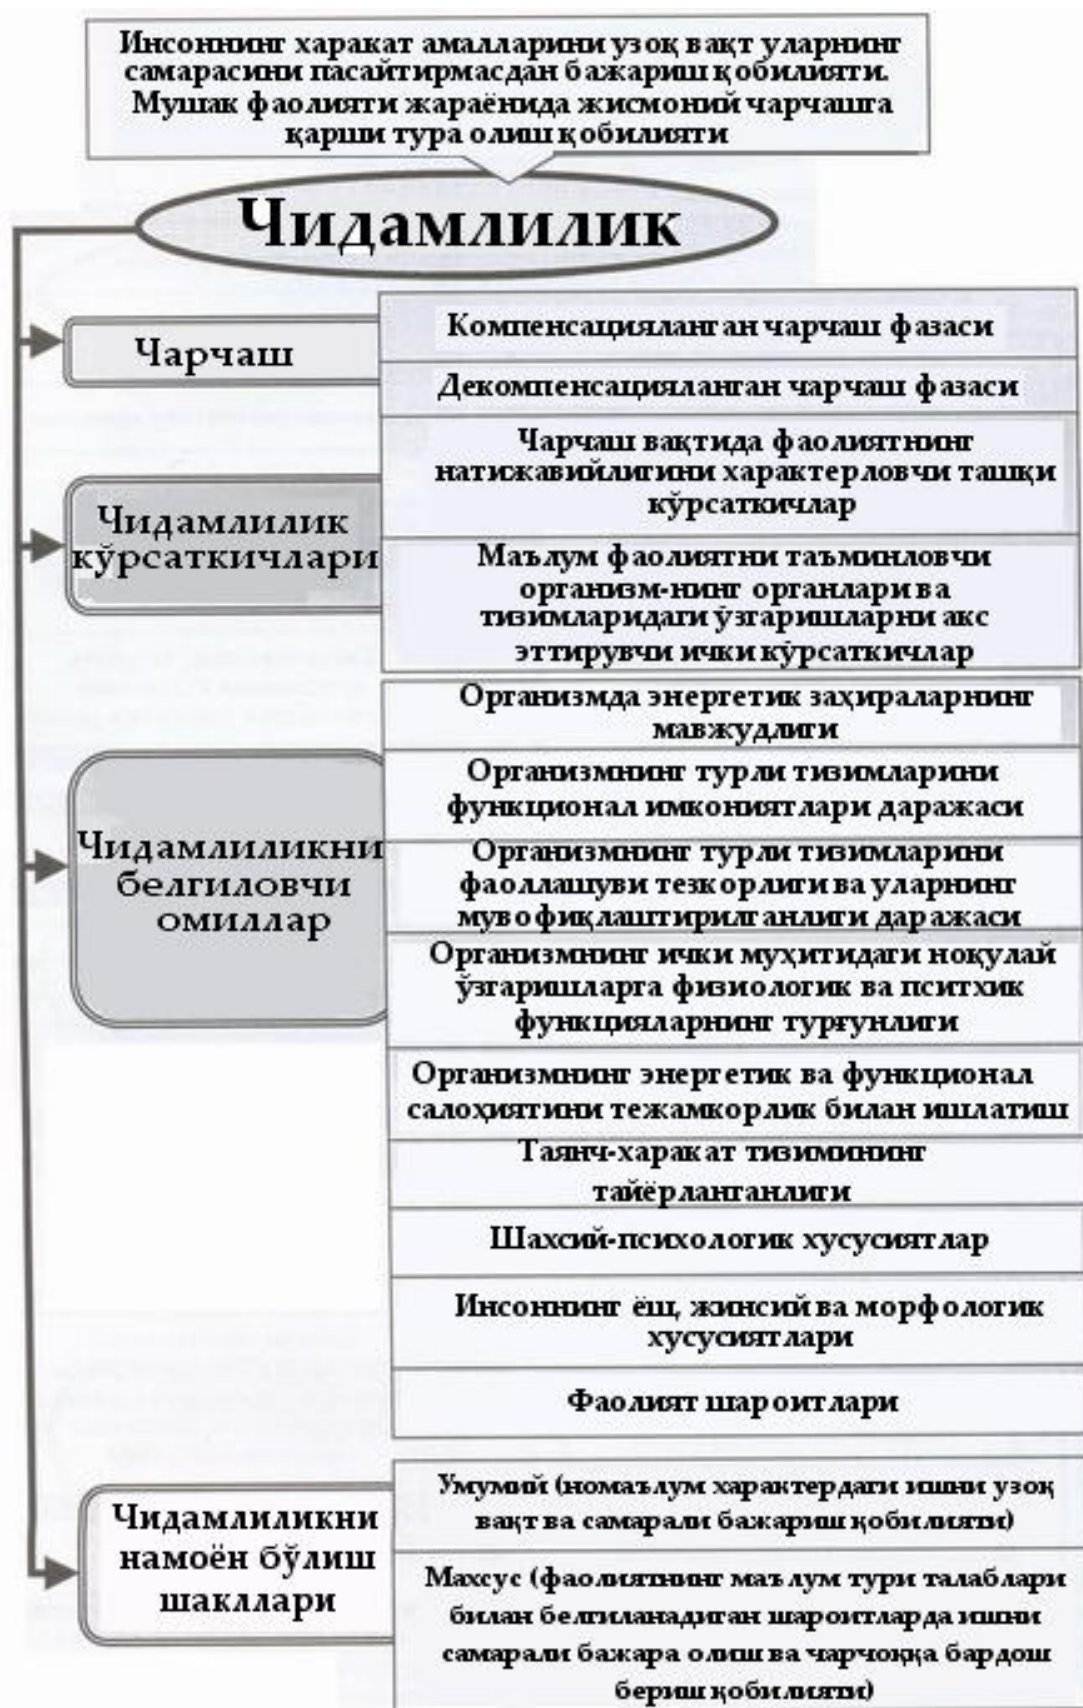 Инсоннинг харакат амалларини узоқ вақт уларнинг
самарасини пасайтирмасдан бажариш қобилияти.
Мушак фаолияти жараёнида жисмоний чарчашга
қарши тура олиш қобилияти
Чидамлилик
Чарчаш
Компенсацияланган чарчаш фазаси
Декомпенсацияланган чарчаш фазаси
Чидамлилик
кўрсаткичлари
Чарчаш вақтида фаолиятнинг
натижавийлигини характерловчи ташқи
кўрсаткичлар
Маълум фаолиятни таъминловчи
организм-нинг органлари ва
тизимларидаги ўзгаришларни акс
эттирувчи ички кўрсаткичлар
Чидамлиликни
белгиловчи
омиллар
Организмда энергетик заҳираларнинг
мавжудлиги
Организмнинг турли тизимларини
функционал имкониятлари даражаси
Организмнинг турли тизимларини
фаоллашуви тезкорлиги ва уларнинг
мувофиқлаштирилганлиги даражаси
Организмнинг ички муҳитидаги ноқулай
ўзгаришларга физиологик ва пситхик
функцияларнинг турғунлиги
Организмнинг энергетик ва функционал
салоҳиятини тежамкорлик билан ишлатиш
Таянч-харакат тизимининг
тайёрланганлиги
Шахсий-психологик хусусиятлар
Инсоннинг ёш, жинсий ва морфологик
хусусиятлари
Фаолият шароитлари
Чидамлиликни
намоён бўлиш
шакллари
Умумий (номаълум характердаги ишни узоқ
вақт ва самарали бажариш қобилияти)
Махсус (фаолиятнинг маълум тури талаблари
билан белгиланадиган шароитларда ишни
самарали бажара олиш ва чарчоққа бардош
бериш қобилияти)